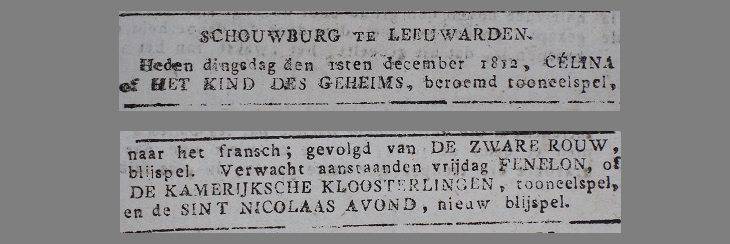 SCHOUWBURG TE LEEUWARDEN.
Heden dingsdag den 1sten december 1812, CÉLINA
of HET KIND DES GEHEIMS, beroemd tooneelspel,
naar het fransch; gevolgd van DE ZWARE ROUW,
blijspel. Verwacht aanstaanden vrijdag FENELON, of
DE KAMERIJKSCHE KLOOSTERLINGEN, tooneelspel,
en de SINT NICOLAAS AVOND, nieuw blijspel.